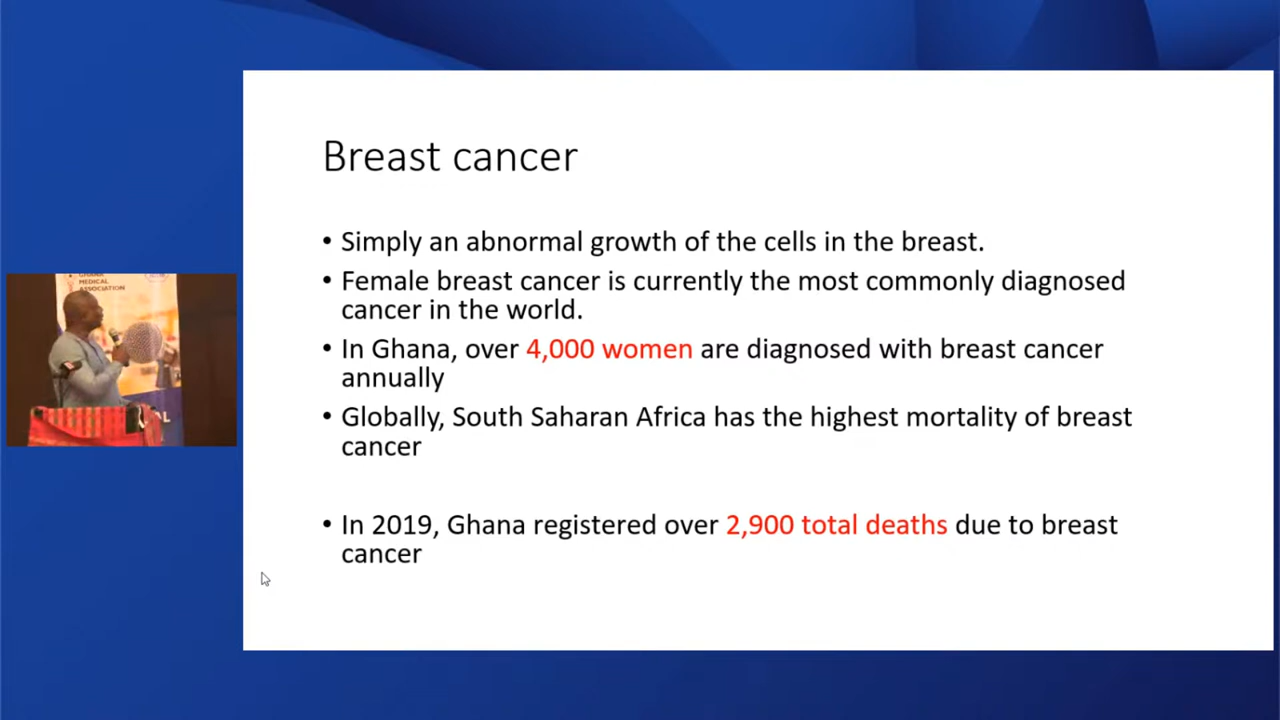 Breast cancer
• Simply an abnormal growth of the cells in the breast.
• Female breast cancer is currently the most commonly diagnosed
cancer in the world.
• In Ghana, over 4,000 women are diagnosed with breast cancer
annually
• Globally, South Saharan Africa has the highest mortality of breast
cancer
• In 2019, Ghana registered over 2,900 total deaths due to breast
cancer
GHANA
MEDICAL
ASSOCIATION